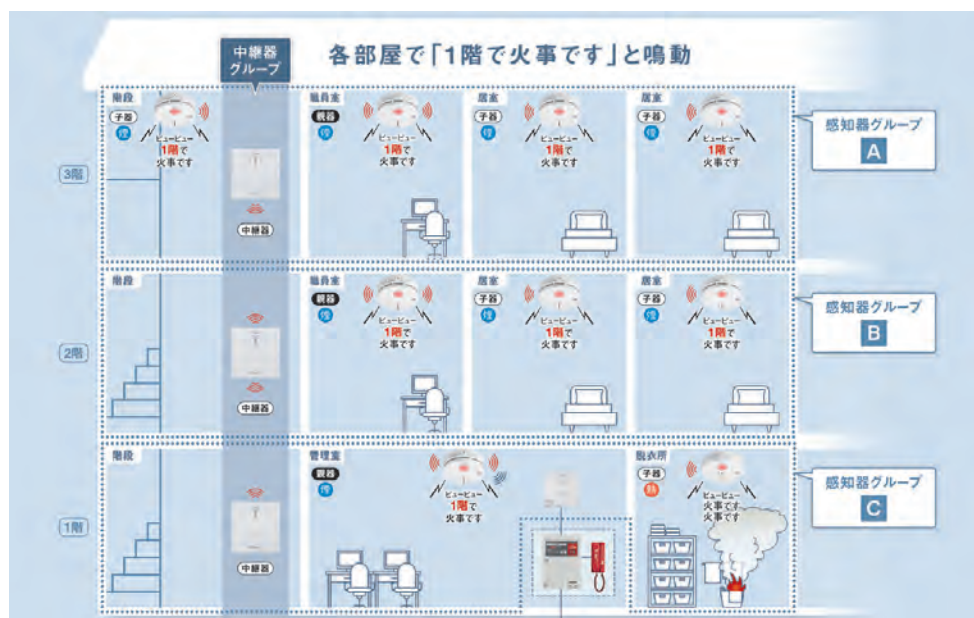 中継器
グループ
各部屋で「1階で火事です」と鳴動
階段
子器
煙
ピューピュー
1階で
火事です
職員室
親器
煙
ピューピュー
1階で
火事です
居室
子器
煙
ピューピュー
1階で
火事です
居室
子器
煙
ピューピュー
1階で
火事です
感知器グループ
A
3階
中継器
階段
職員室
親器
煙
ピューピュー
1階で
火事です
居室
子器
煙
ピューピュー
1階で
火事です
居室
子器
煙
ピューピュー
1階で
火事です
感知器グループ
B
2階
中継器
階段
管理室
親器
煙
ピューピュー
1階で
火事です
脱衣所
子器
熱
ピューピュー
火事です
火事です
感知器グループ
C
1階
中継器